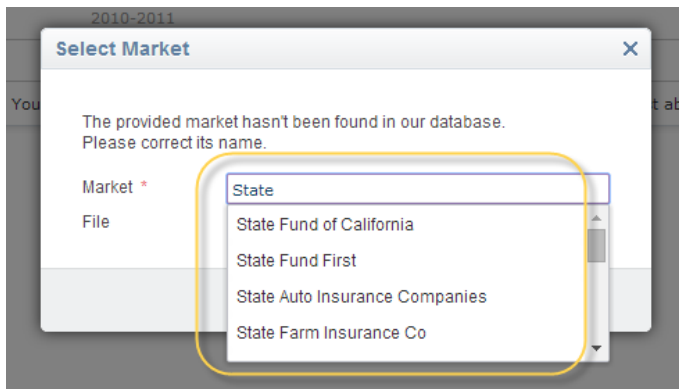 2010-2011
Select Market
You
t ab
The provided market hasn't been found in our database.
Please correct its name.
Market * State
File
State Fund of California
State Fund First
State Auto Insurance Companies
State Farm Insurance Co